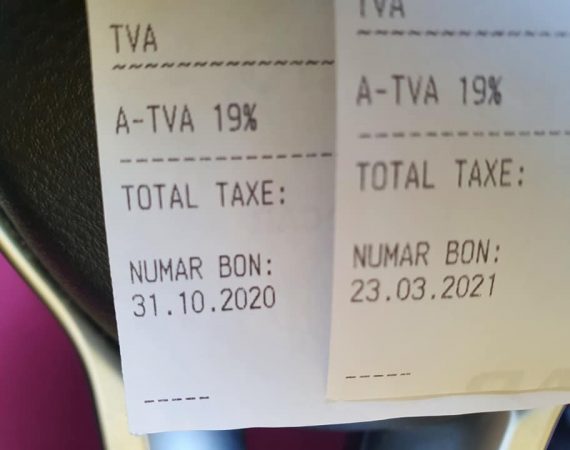 TVA
~~~~~~~~~~~~~~~~~
A-TVA 19%
-----------------
TOTAL TAXE:
NUMAR BON:
31.10.2020
-----
TVA
~~~~~~~~~~~~~~~~~
A-TVA 19%
-----------------
TOTAL TAXE:
NUMAR BON:
23.03.2021
-----